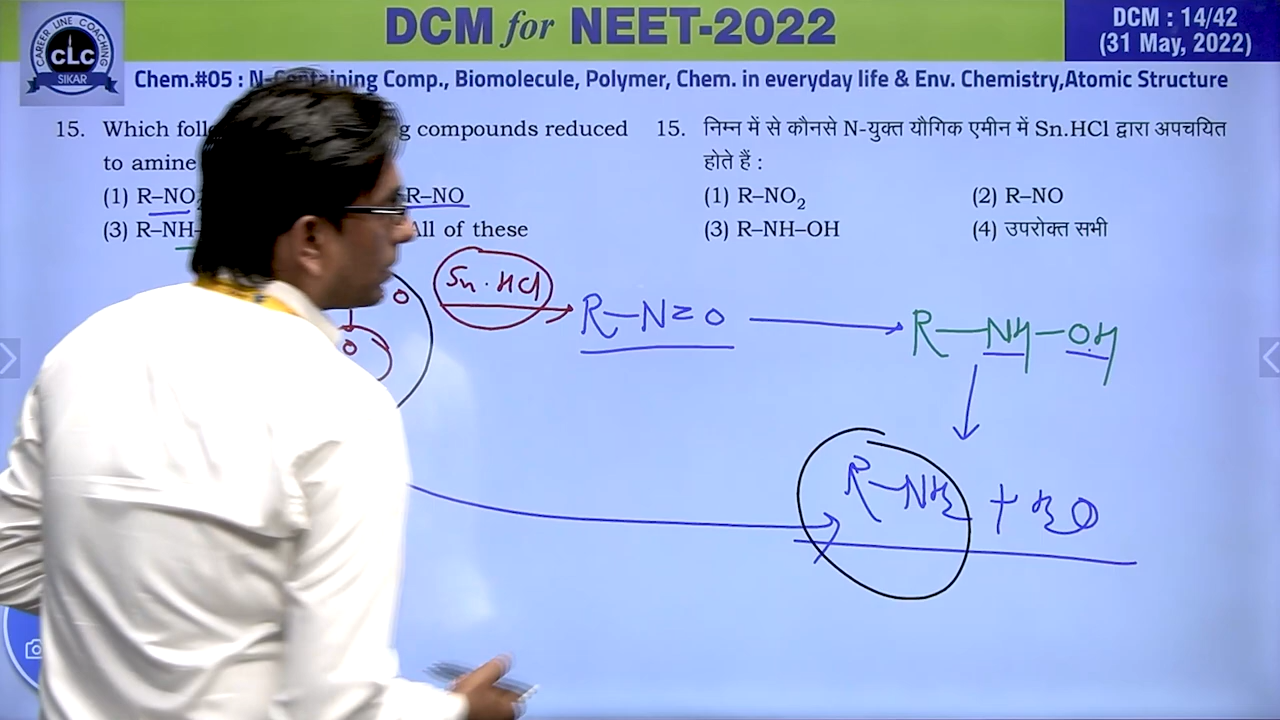 DCM for NEET-2022
DCM : 14/42
(31 May, 2022)
CAREER LINE COACHING
CLC
SIKAR
Chem.#05 : N-Containing Comp., Biomolecule, Polymer, Chem. in everyday life & Env. Chemistry,Atomic Structure
15. Which foll g compounds reduced
to amine
(1) R–NO2 R–NO
(3) R–NH– All of these
15. निम्न में से कौनसे N-युक्त यौगिक एमीन में Sn.HCl द्वारा अपचयित
होते हैं :
(1) R–NO2 (2) R–NO
(3) R–NH–OH (4) उपरोक्त सभी
O
Sn.HCl
R–N=O
R–NH–OH
O
R–NH2 + H2O